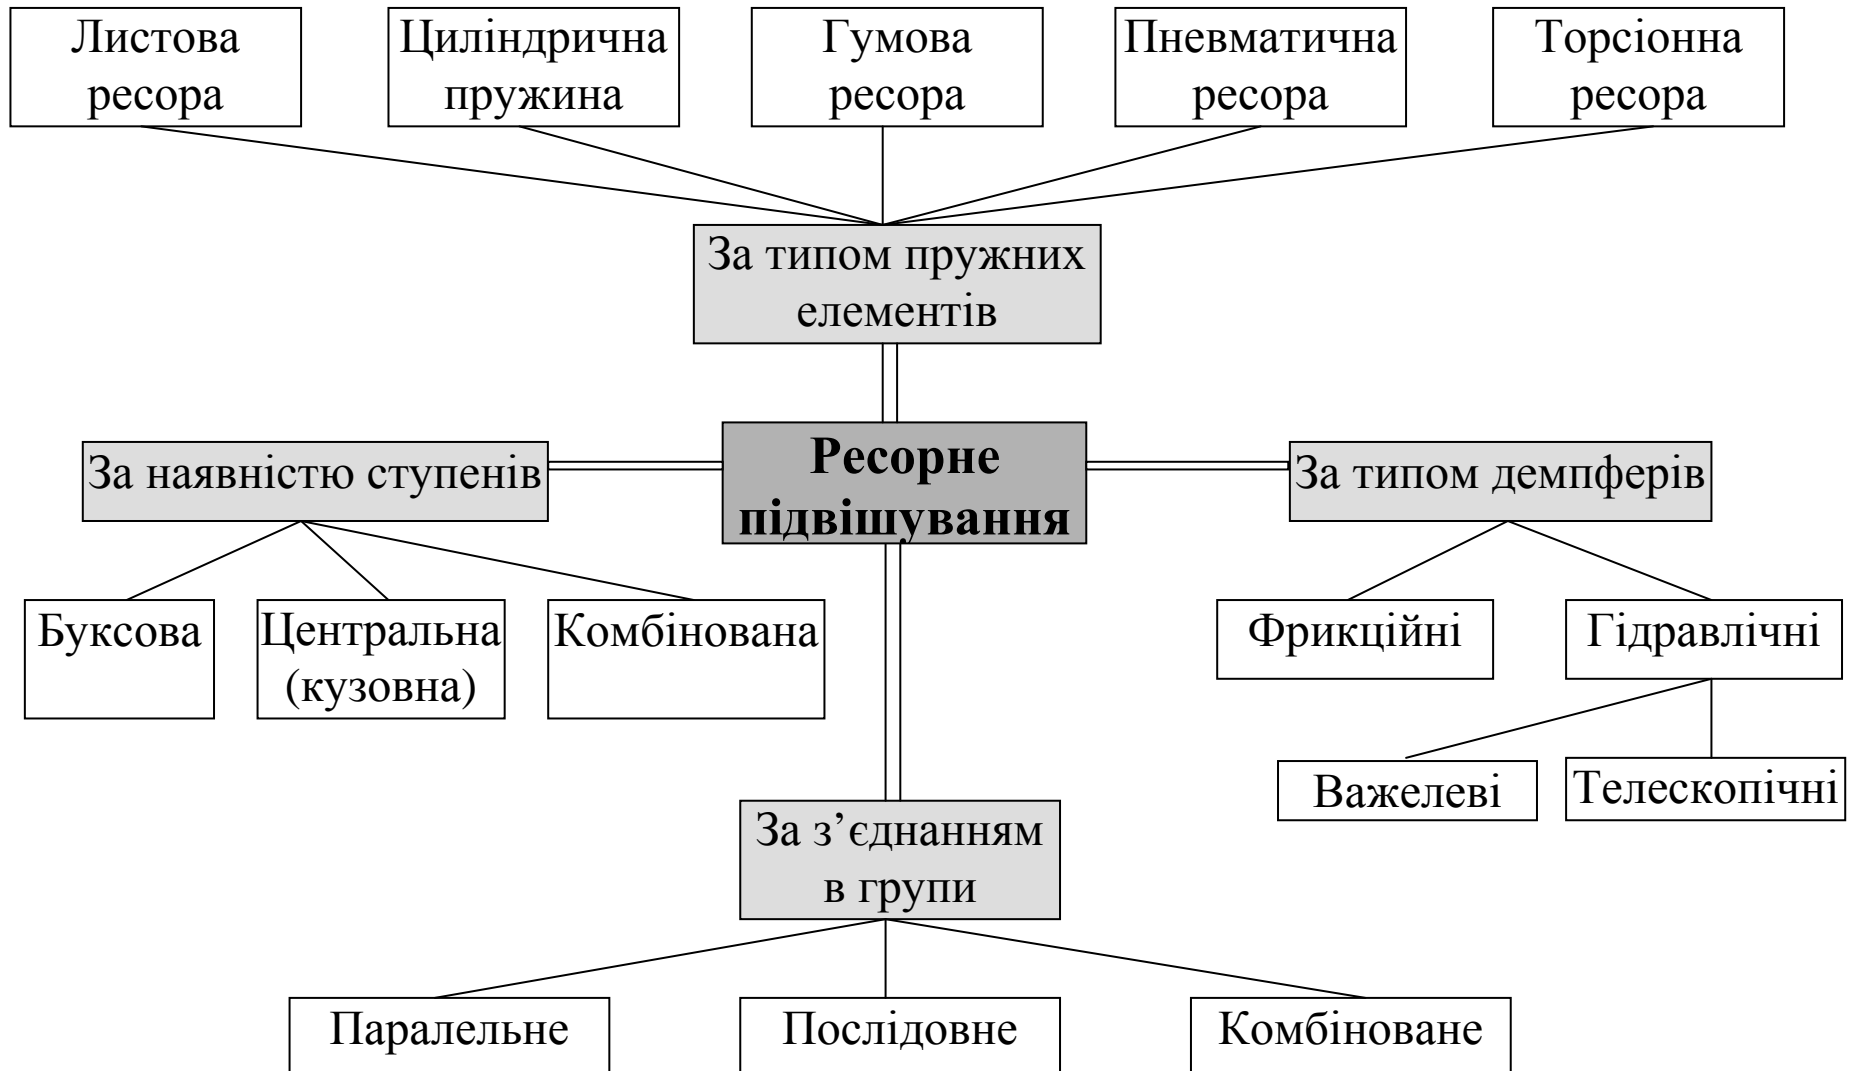 Листова
ресора
Циліндрична
пружина
Гумова
ресора
Пневматична
ресора
Торсіонна
ресора
За типом пружних
елементів
За наявністю ступенів
Ресорне
підвішування
За типом демпферів
Буксова
Центральна
(кузовна)
Комбінована
Фрикційні
Гідравлічні
Важелеві
Телескопічні
За з’єднанням
в групи
Паралельне
Послідовне
Комбіноване